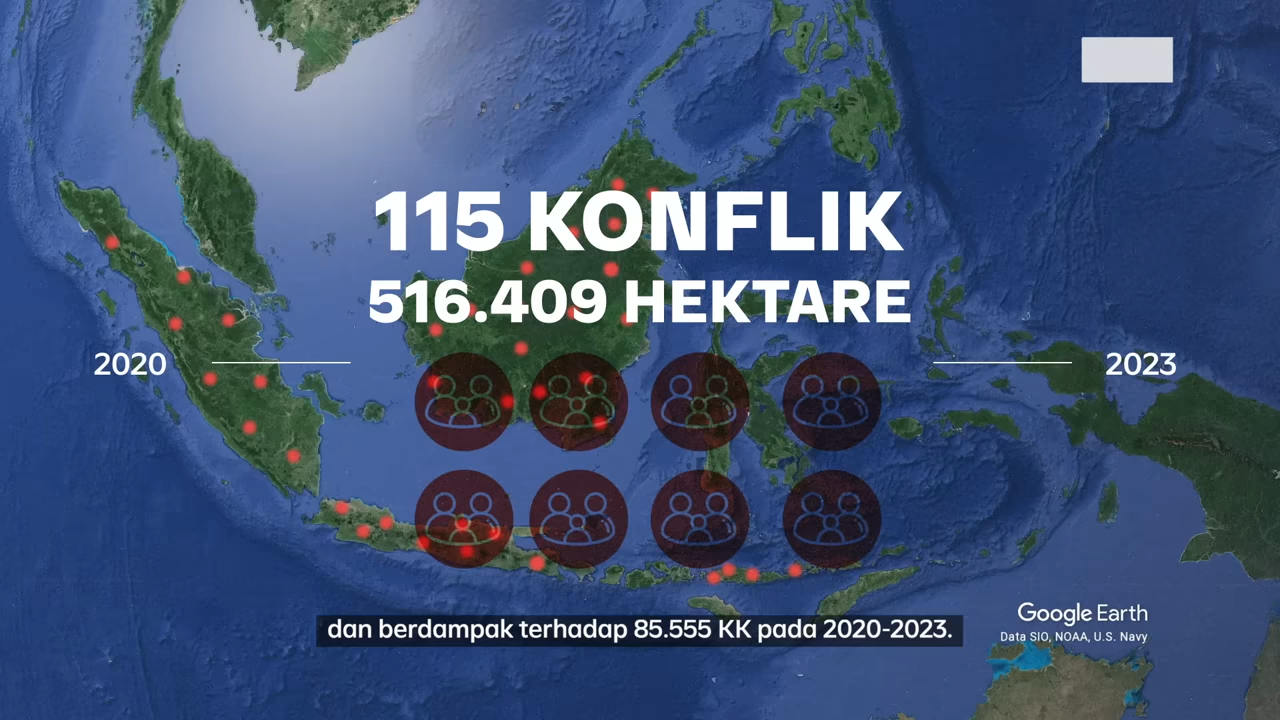 115 KONFLIK
516.409 HEKTARE
2020
2023
Google Earth
Data SIO, NOAA, U.S. Navy
dan berdampak terhadap 85.555 KK pada 2020-2023.